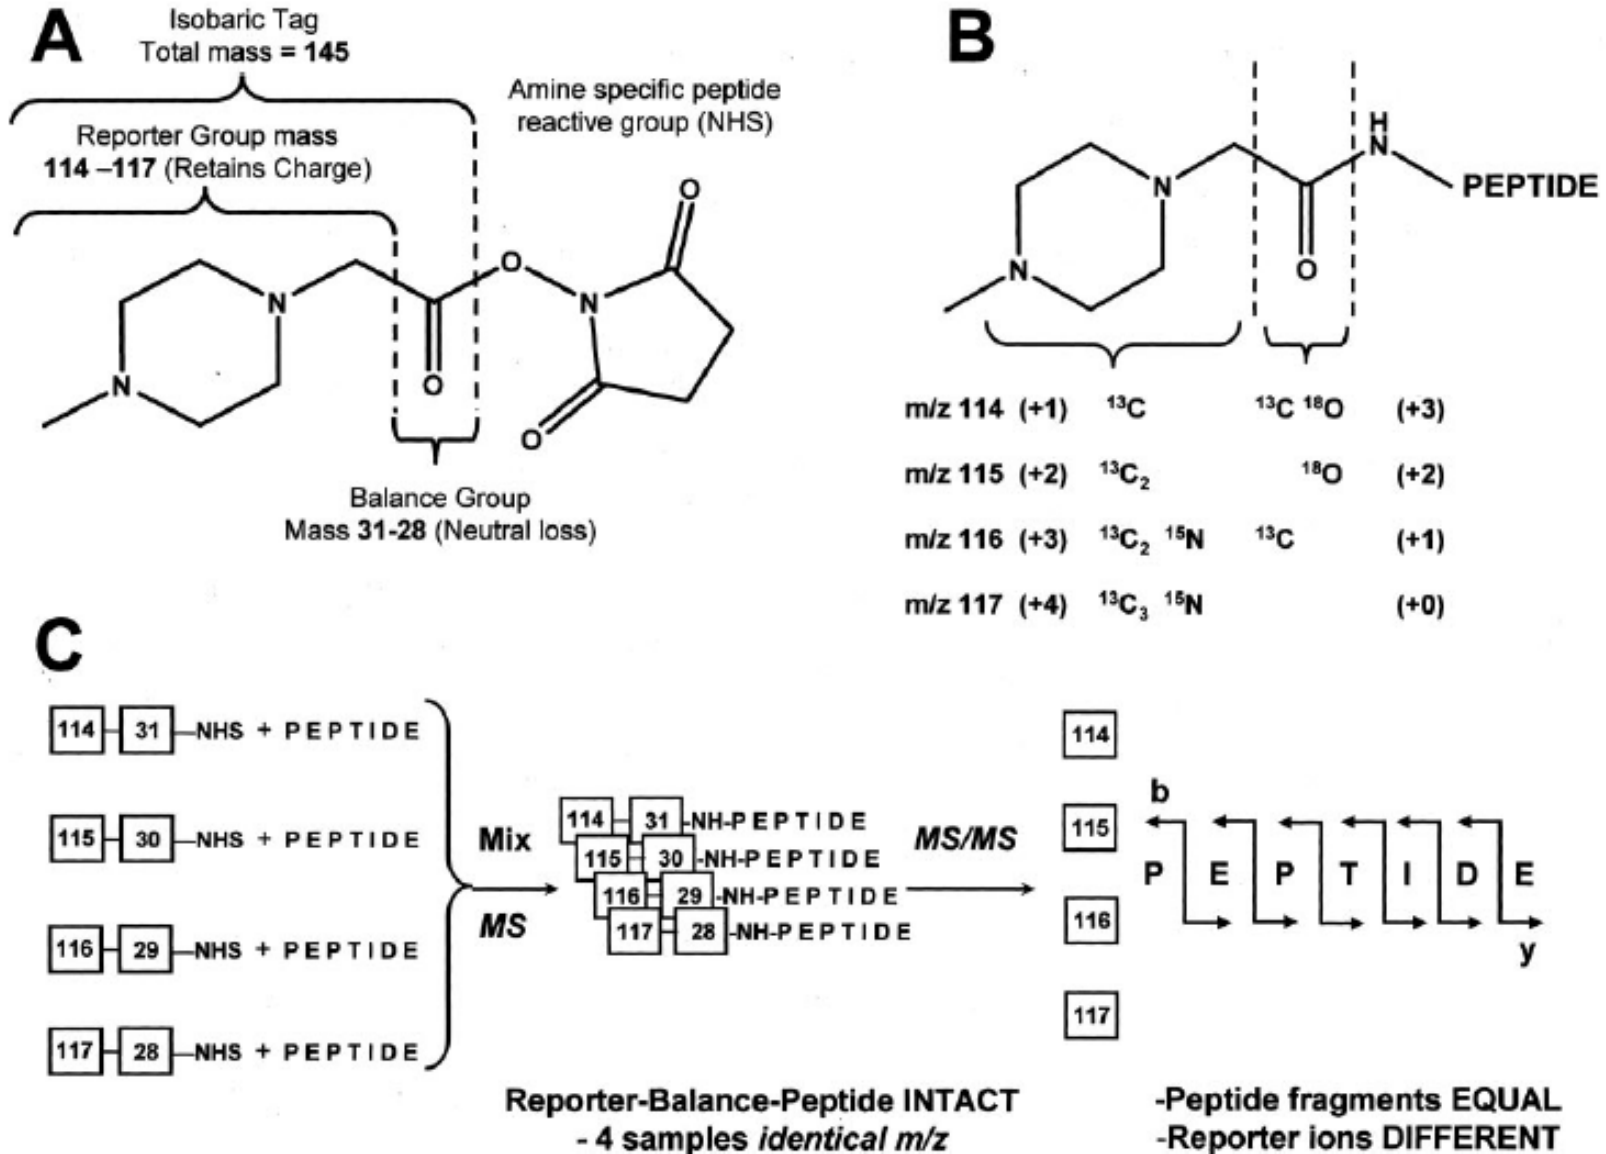 A
Isobaric Tag
Total mass = 145
Reporter Group mass
114 –117 (Retains Charge)
Amine specific peptide
reactive group (NHS)
N
N
O
O
N
O
O
Balance Group
Mass 31-28 (Neutral loss)
B
N
N
O
H
N
PEPTIDE
m/z 114 (+1) ¹³C ¹³C ¹⁸O (+3)
m/z 115 (+2) ¹³C₂ ¹⁸O (+2)
m/z 116 (+3) ¹³C₂ ¹⁵N ¹³C (+1)
m/z 117 (+4) ¹³C₃ ¹⁵N (+0)
C
114 31 NHS + PEPTIDE
115 30 NHS + PEPTIDE
116 29 NHS + PEPTIDE
117 28 NHS + PEPTIDE
Mix
MS
114 31 -NH-PEPTIDE
115 30 -NH-PEPTIDE
116 29 -NH-PEPTIDE
117 28 -NH-PEPTIDE
MS/MS
114
115
116
117
b
P E P T I D E
y
Reporter-Balance-Peptide INTACT
- 4 samples identical m/z
-Peptide fragments EQUAL
-Reporter ions DIFFERENT